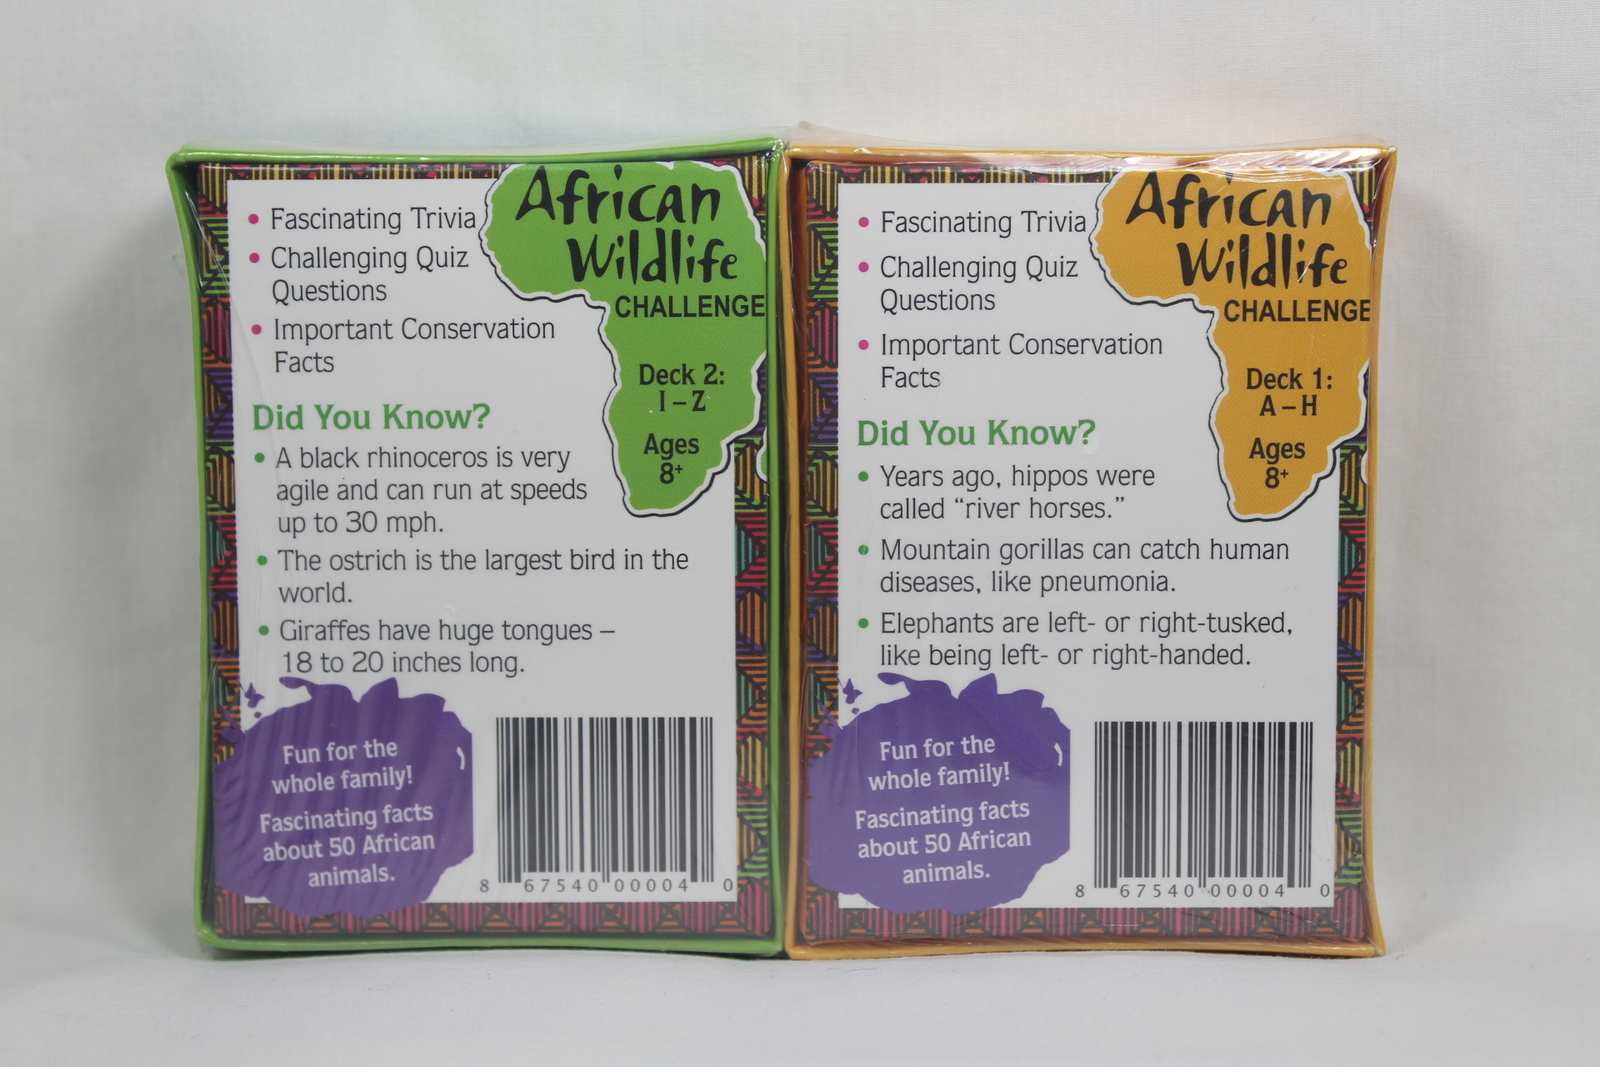 Fascinating Trivia
Challenging Quiz
Questions
Important Conservation
Facts
African
Wildlife
CHALLENGE
Deck 2:
I – Z
Ages
8+
Did You Know?
A black rhinoceros is very
agile and can run at speeds
up to 30 mph.
The ostrich is the largest bird in the
world.
Giraffes have huge tongues –
18 to 20 inches long.
Fun for the
whole family!
Fascinating facts
about 50 African
animals.
8 67540 00004 0
Fascinating Trivia
Challenging Quiz
Questions
Important Conservation
Facts
African
Wildlife
CHALLENGE
Deck 1:
A – H
Ages
8+
Did You Know?
Years ago, hippos were
called “river horses.”
Mountain gorillas can catch human
diseases, like pneumonia.
Elephants are left- or right-tusked,
like being left- or right-handed.
Fun for the
whole family!
Fascinating facts
about 50 African
animals.
8 67540 00004 0